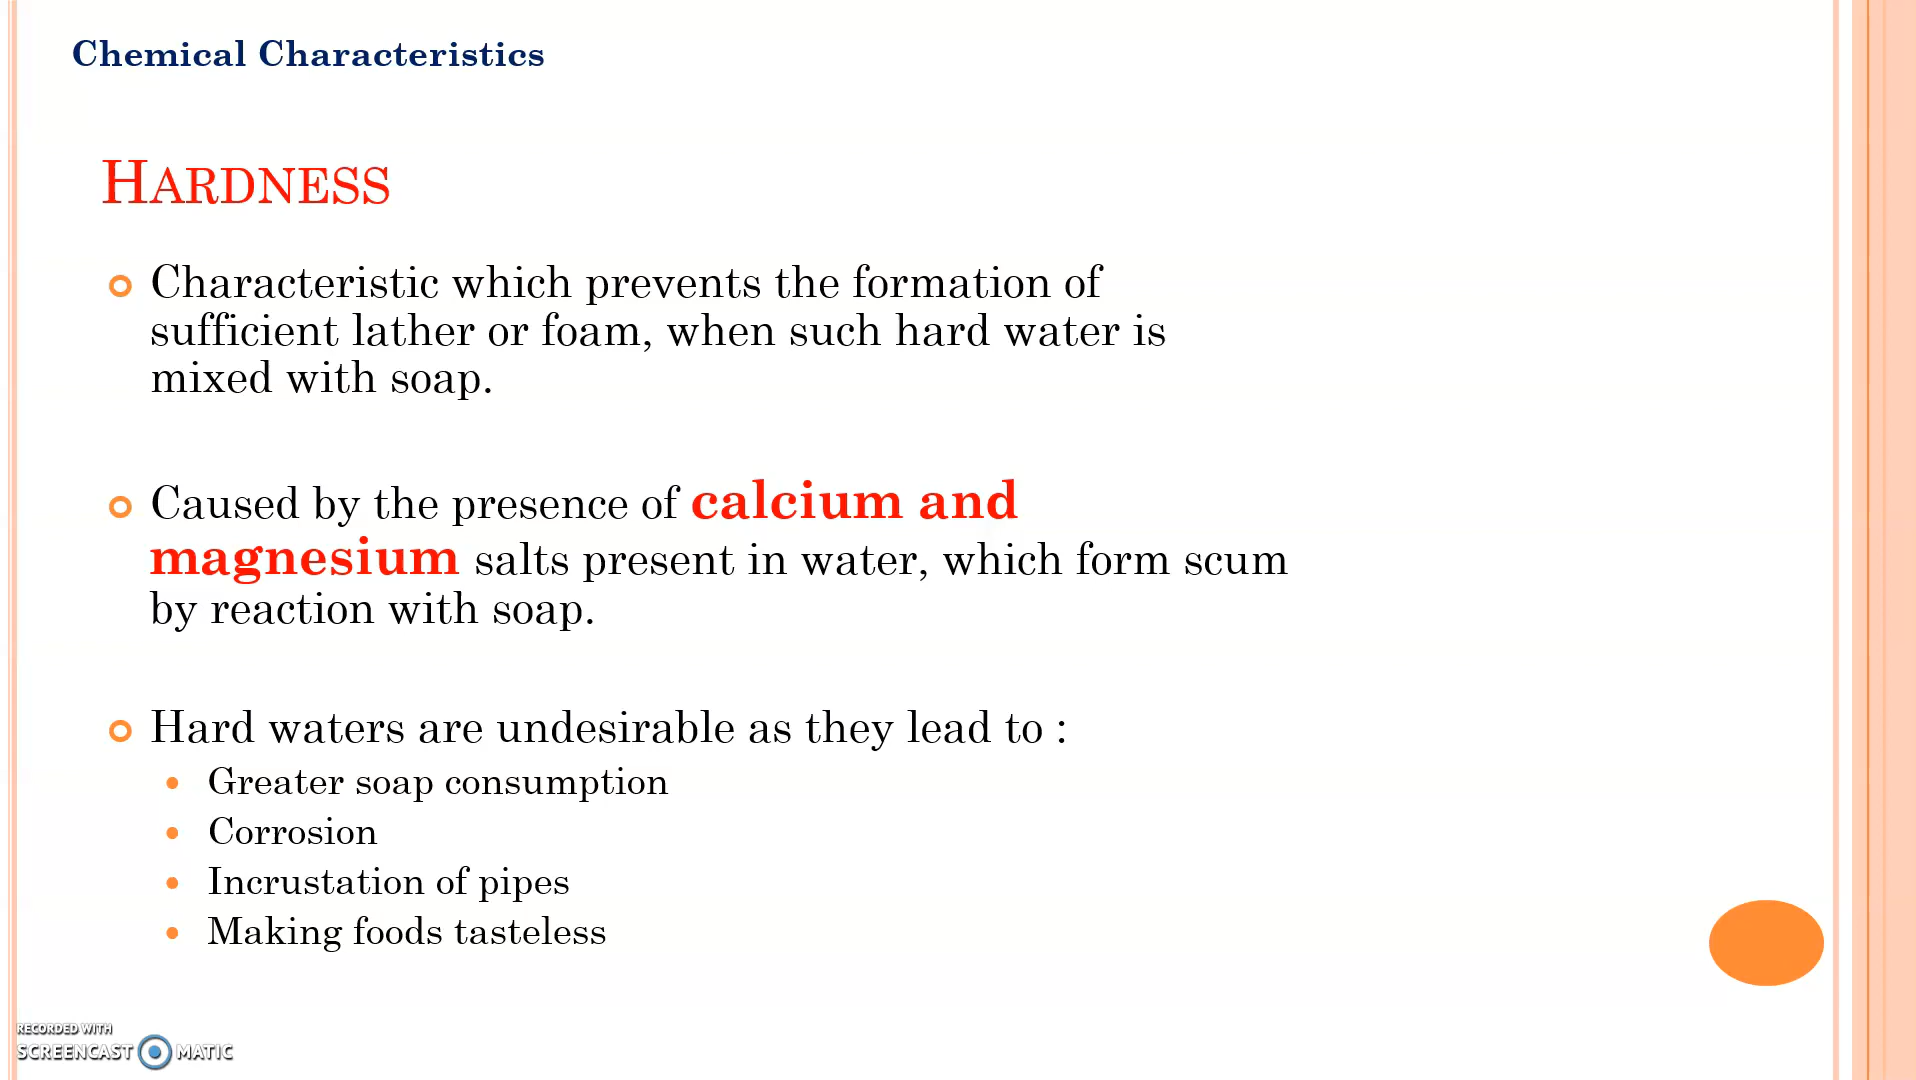 Chemical Characteristics
HARDNESS
Characteristic which prevents the formation of
sufficient lather or foam, when such hard water is
mixed with soap.
Caused by the presence of calcium and
magnesium salts present in water, which form scum
by reaction with soap.
Hard waters are undesirable as they lead to :
Greater soap consumption
Corrosion
Incrustation of pipes
Making foods tasteless
RECORDED WITH
SCREENCAST MATIC